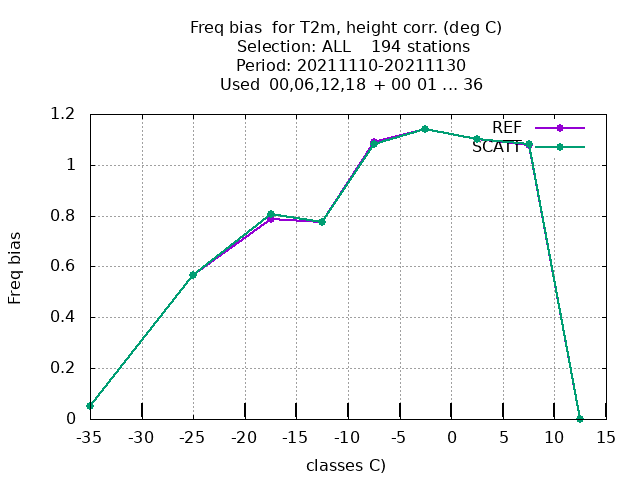 Freq bias  for T2m, height corr. (deg C)
Selection: ALL    194 stations
Period: 20211110-20211130
Used  00,06,12,18  + 00 01 ... 36
REF
SCATT
1.2
1
0.8
0.6
0.4
0.2
0
Freq bias
-35 -30 -25 -20 -15 -10 -5 0 5 10 15
classes C)